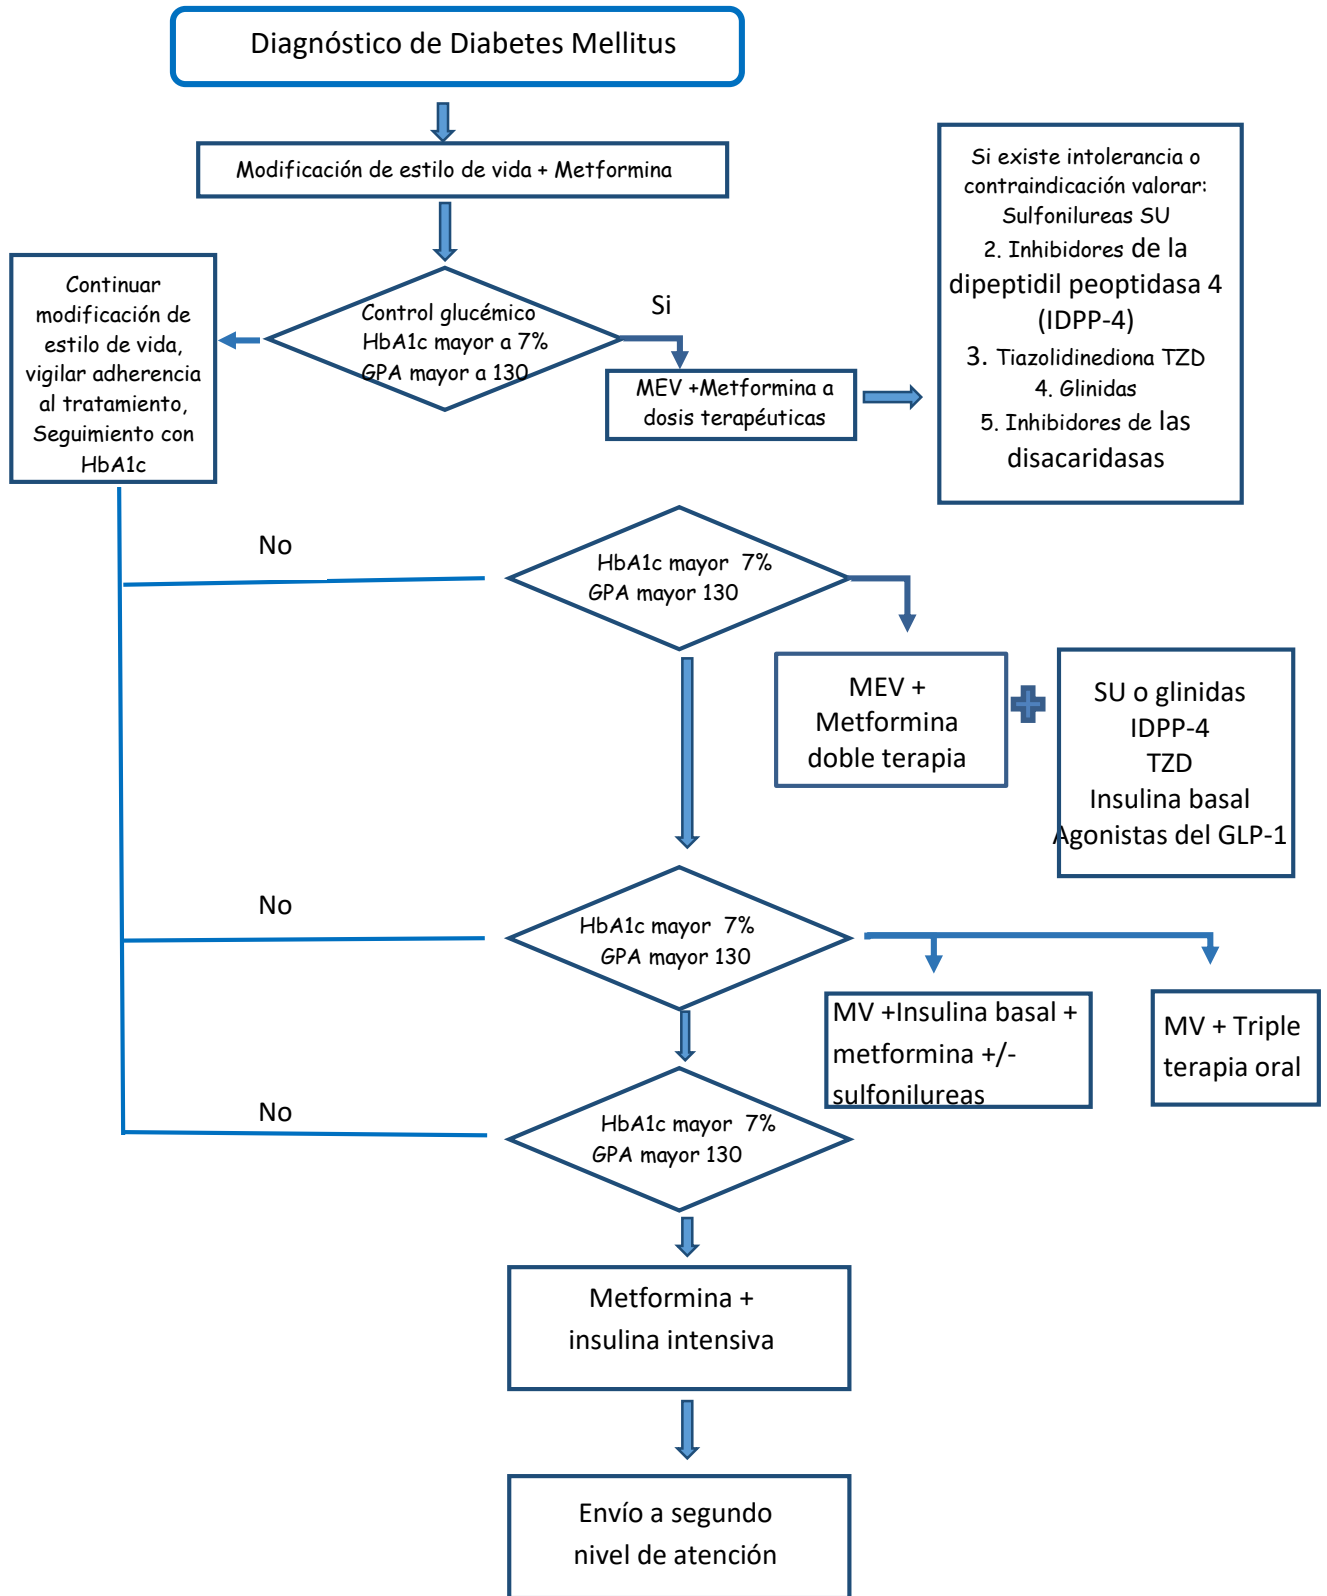 Diagnóstico de Diabetes Mellitus
Modificación de estilo de vida + Metformina
Si existe intolerancia o
contraindicación valorar:
Sulfonilureas SU
2. Inhibidores de la
dipeptidil peoptidasa 4
(IDPP-4)
3. Tiazolidinediona TZD
4. Glinidas
5. Inhibidores de las
disacaridasas
Continuar
modificación de
estilo de vida,
vigilar adherencia
al tratamiento,
Seguimiento con
HbA1c
Control glucémico
HbA1c mayor a 7%
GPA mayor a 130
Si
MEV +Metformina a
dosis terapéuticas
No
HbA1c mayor 7%
GPA mayor 130
MEV +
Metformina
doble terapia
SU o glinidas
IDPP-4
TZD
Insulina basal
Agonistas del GLP-1
No
HbA1c mayor 7%
GPA mayor 130
MV +Insulina basal +
metformina +/-
sulfonilureas
MV + Triple
terapia oral
No
HbA1c mayor 7%
GPA mayor 130
Metformina +
insulina intensiva
Envío a segundo
nivel de atención